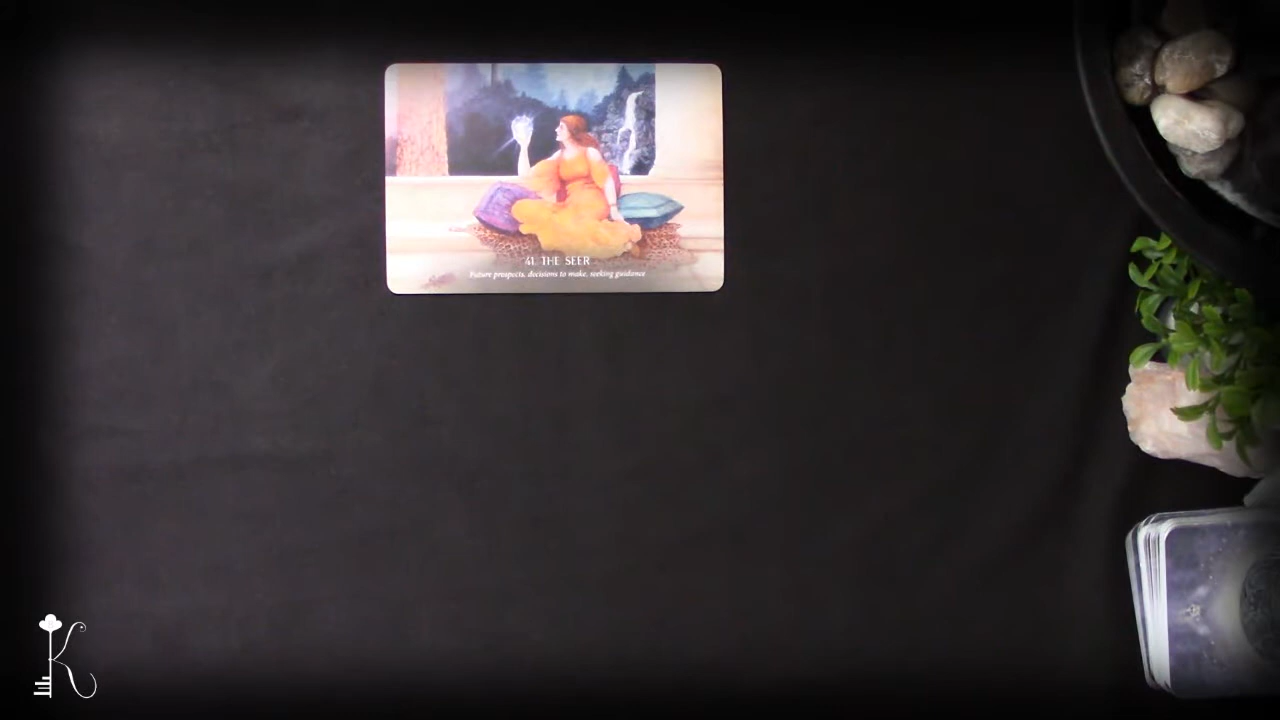 41. THE SEER
Future prospects, decisions to make, seeking guidance
K